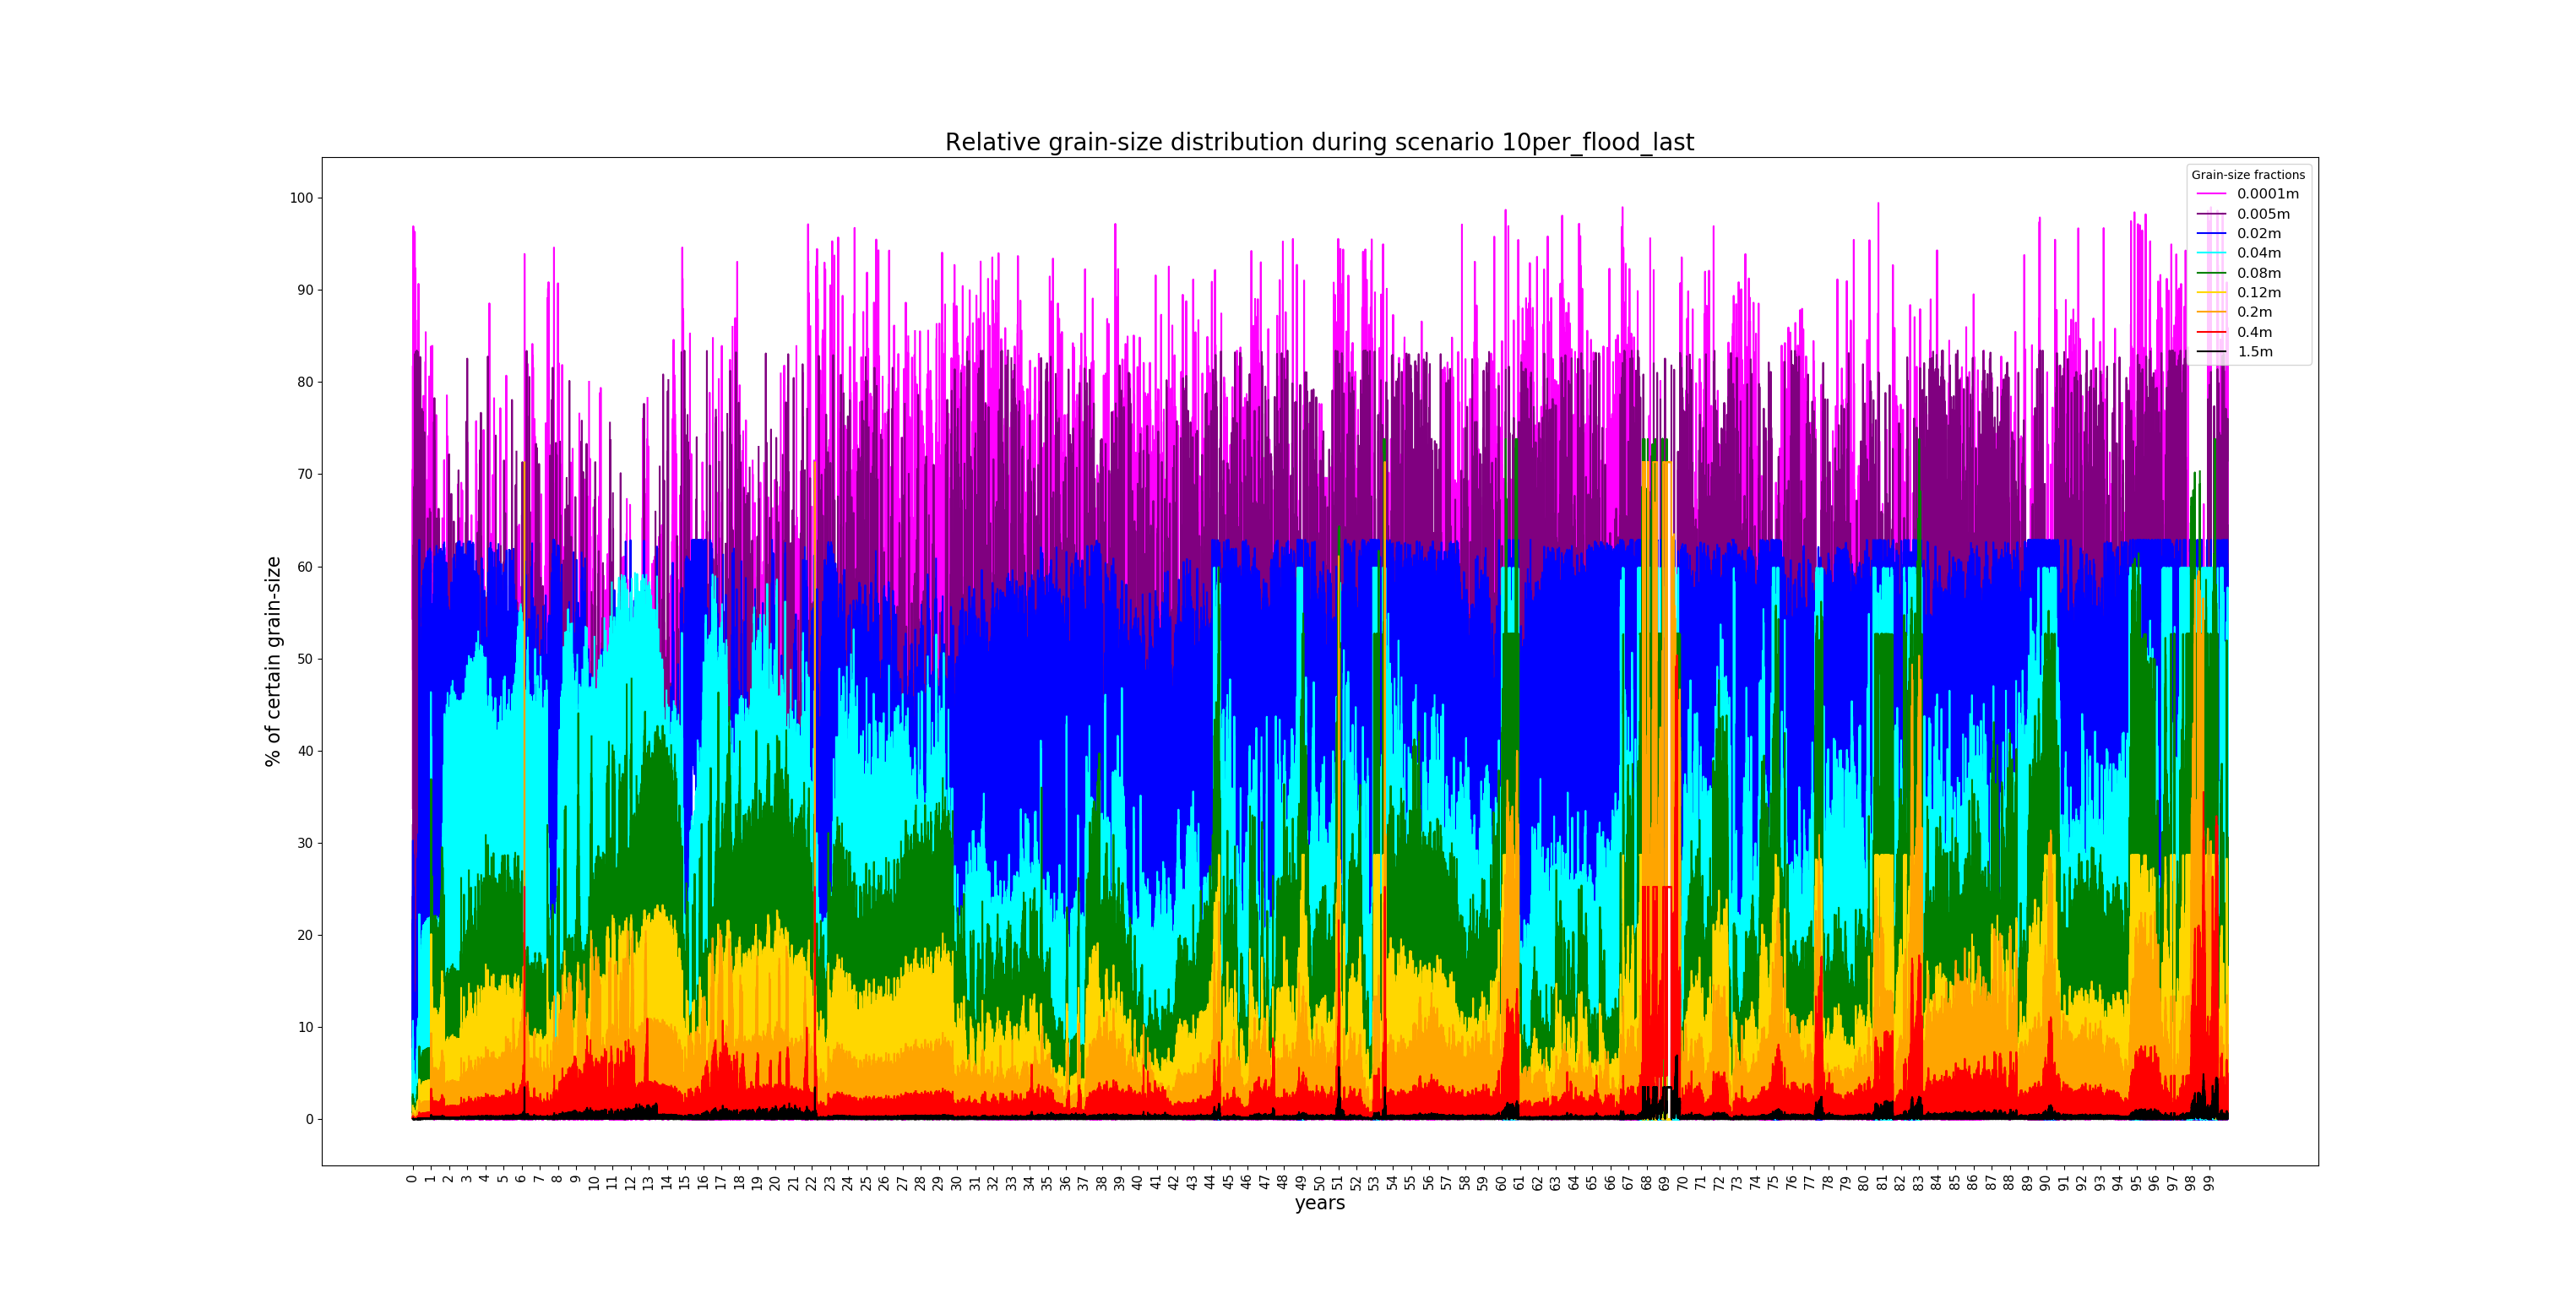 Relative grain-size distribution during scenario 10per_flood_last
Grain-size fractions
0.0001m
0.005m
0.02m
0.04m
0.08m
0.12m
0.2m
0.4m
1.5m
% of certain grain-size
100
90
80
70
60
50
40
30
20
10
0
0 1 2 3 4 5 6 7 8 9 10 11 12 13 14 15 16 17 18 19 20 21 22 23 24 25 26 27 28 29 30 31 32 33 34 35 36 37 38 39 40 41 42 43 44 45 46 47 48 49 50 51 52 53 54 55 56 57 58 59 60 61 62 63 64 65 66 67 68 69 70 71 72 73 74 75 76 77 78 79 80 81 82 83 84 85 86 87 88 89 90 91 92 93 94 95 96 97 98 99
years